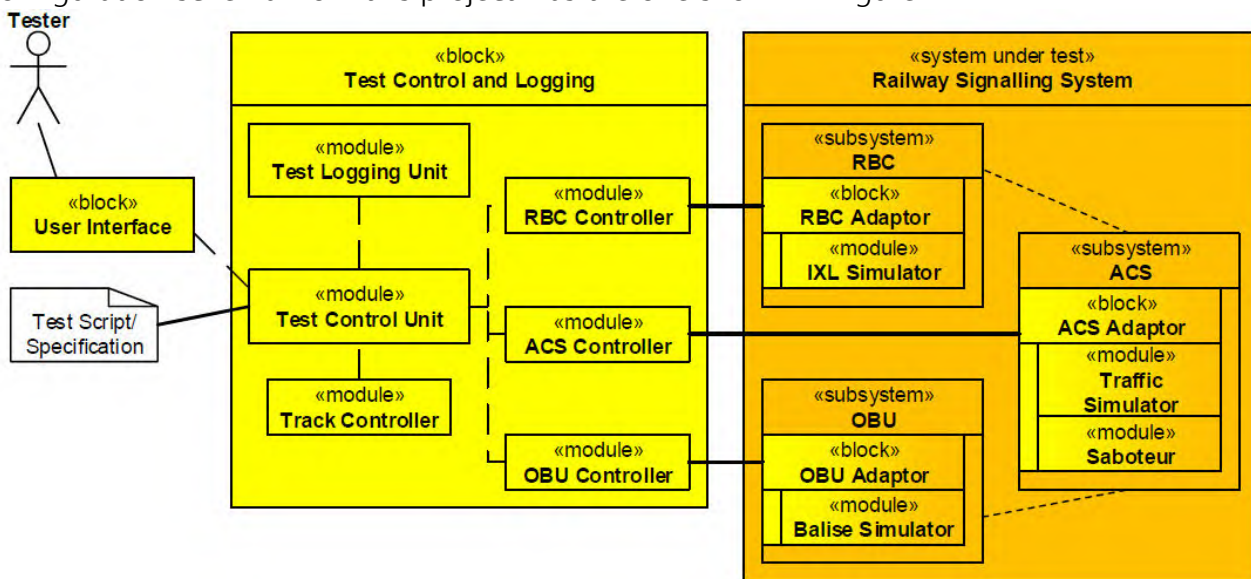 Tester
«block»
User Interface
Test Script/
Specification
«block»
Test Control and Logging
«module»
Test Logging Unit
«module»
Test Control Unit
«module»
Track Controller
«module»
RBC Controller
«module»
ACS Controller
«module»
OBU Controller
«system under test»
Railway Signalling System
«subsystem»
RBC
«block»
RBC Adaptor
«module»
IXL Simulator
«subsystem»
ACS
«block»
ACS Adaptor
«module»
Traffic
Simulator
«module»
Saboteur
«subsystem»
OBU
«block»
OBU Adaptor
«module»
Balise Simulator